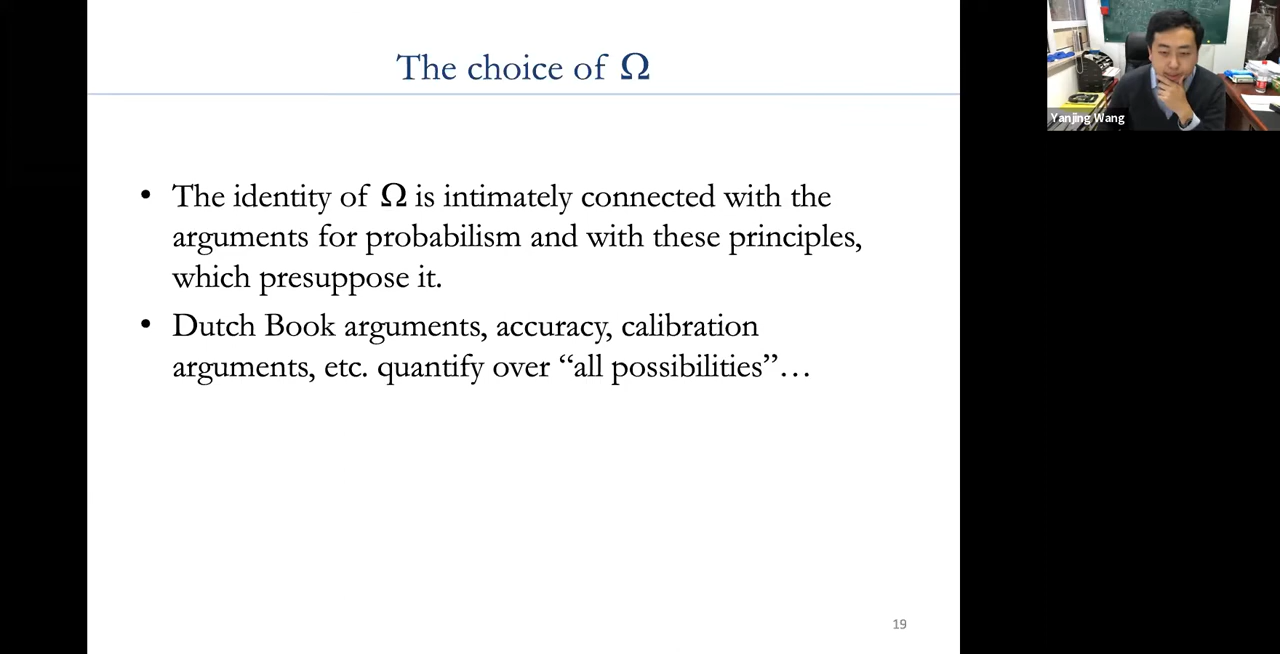 The choice of Ω
• The identity of Ω is intimately connected with the
arguments for probabilism and with these principles,
which presuppose it.
• Dutch Book arguments, accuracy, calibration
arguments, etc. quantify over “all possibilities”…
19
Yanjing Wang